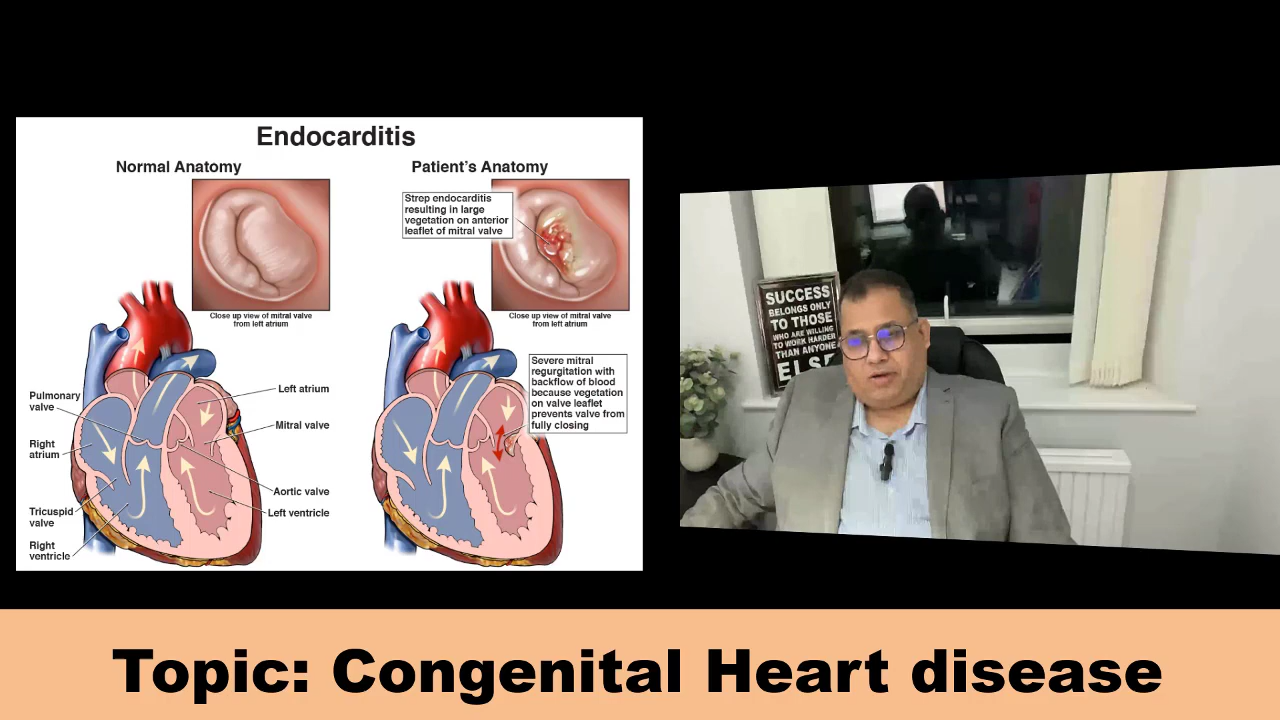 Endocarditis
Normal Anatomy
Patient's Anatomy
Strep endocarditis
resulting in large
vegetation on anterior
leaflet of mitral valve
Close up view of mitral valve
from left atrium
Close up view of mitral valve
from left atrium
Pulmonary
valve
Right
atrium
Tricuspid
valve
Right
ventricle
Left atrium
Mitral valve
Aortic valve
Left ventricle
Severe mitral
regurgitation with
backflow of blood
because vegetation
on valve leaflet
prevents valve from
fully closing
SUCCESS
BELONGS ONLY
TO THOSE
WHO ARE WILLING
TO WORK HARDER
THAN ANYONE
ELSE
Topic: Congenital Heart disease